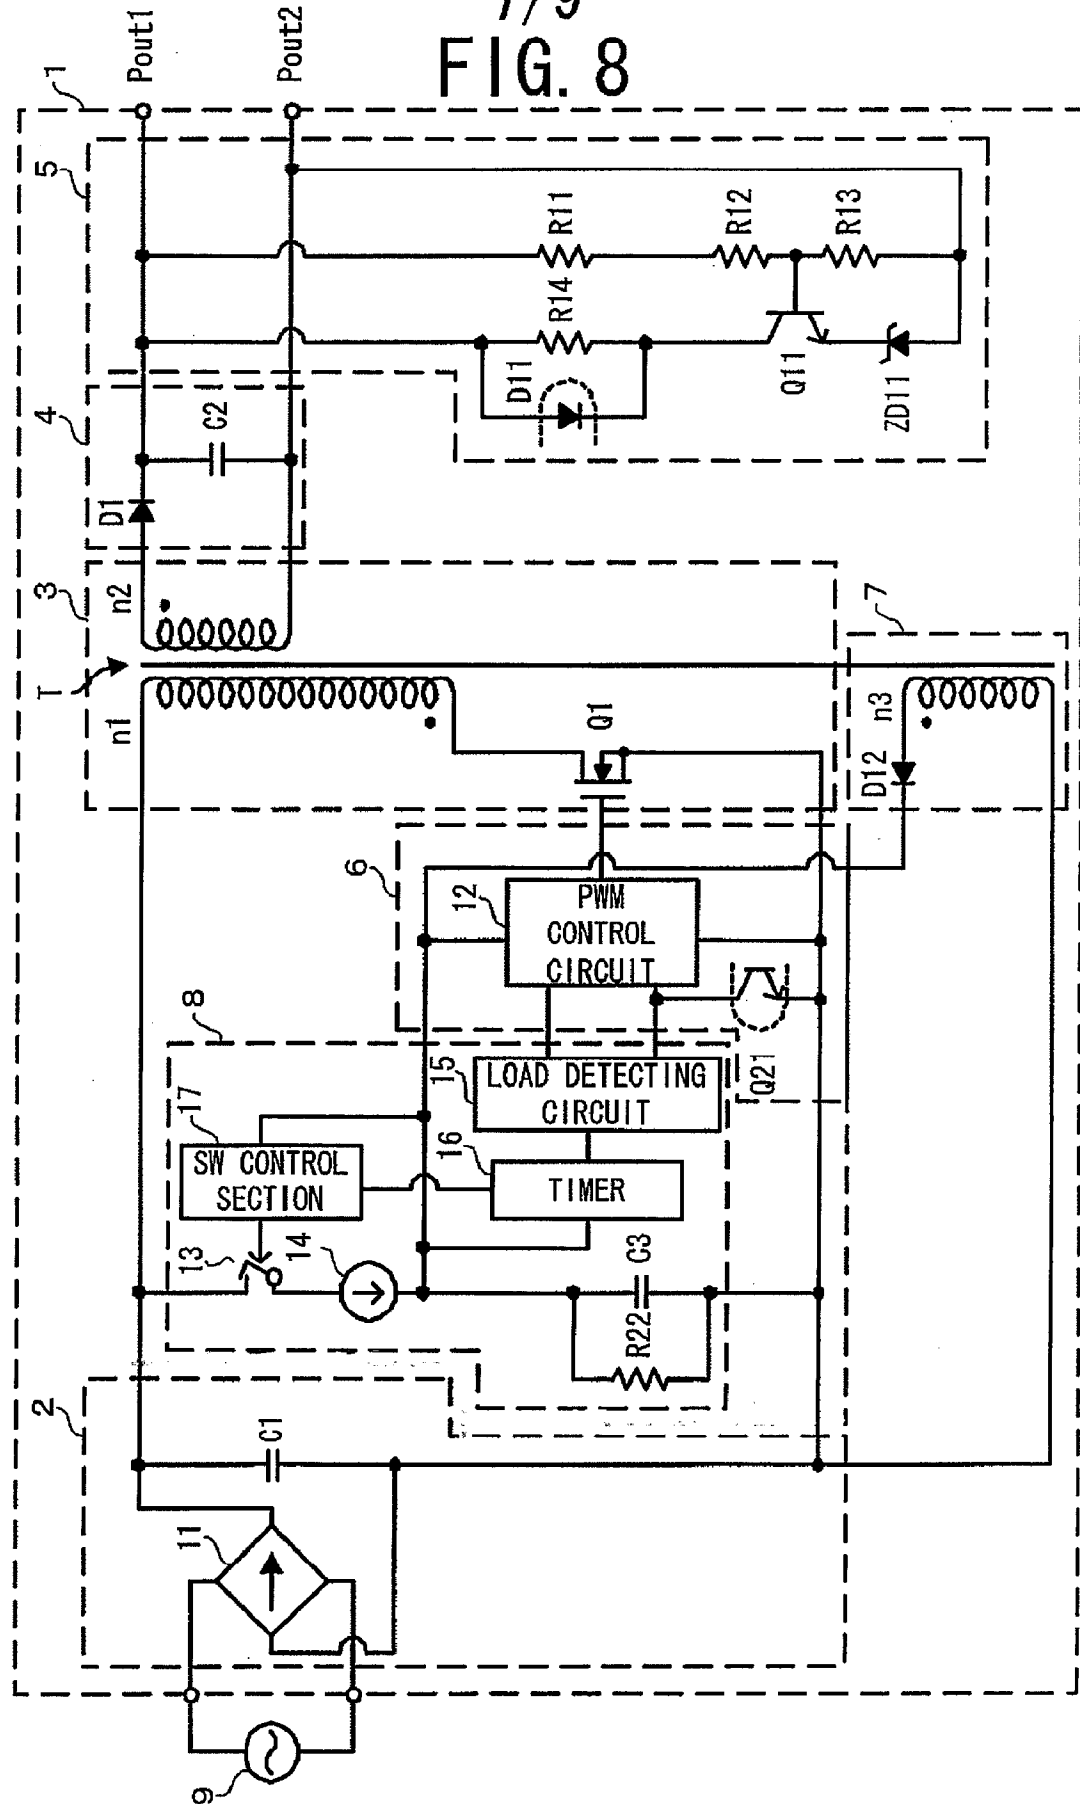 7/9
FIG. 8
Pout1
Pout2
1
5
R11
R12
R13
R14
D11
Q11
ZD11
4
C2
D1
3
n2
T
n1
Q1
7
n3
D12
6
12
PWM
CONTROL
CIRCUIT
8
Q21
15
LOAD DETECTING
CIRCUIT
17
SW CONTROL
SECTION
16
TIMER
13
14
C3
R22
2
C1
11
9